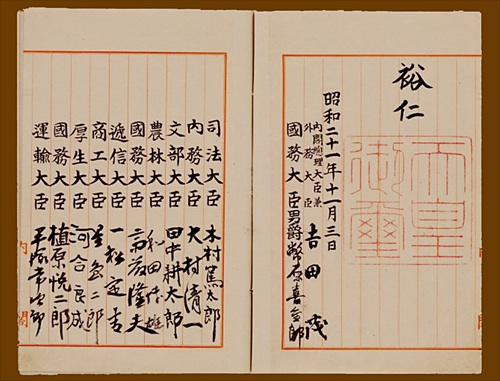 裕仁
天皇御璽
昭和二十一年十一月三日
内閣總理大臣兼
外務大臣 吉田茂
國務大臣 男爵幣原喜重郎
司法大臣 木村篤太郎
内務大臣 大村清一
文部大臣 田中耕太郎
農林大臣 和田博雄
國務大臣 斎藤隆夫
逓信大臣 一松定吉
商工大臣 星島二郎
厚生大臣 河合良成
國務大臣 植原悦二郎
運輸大臣 平塚常次郎
内閣